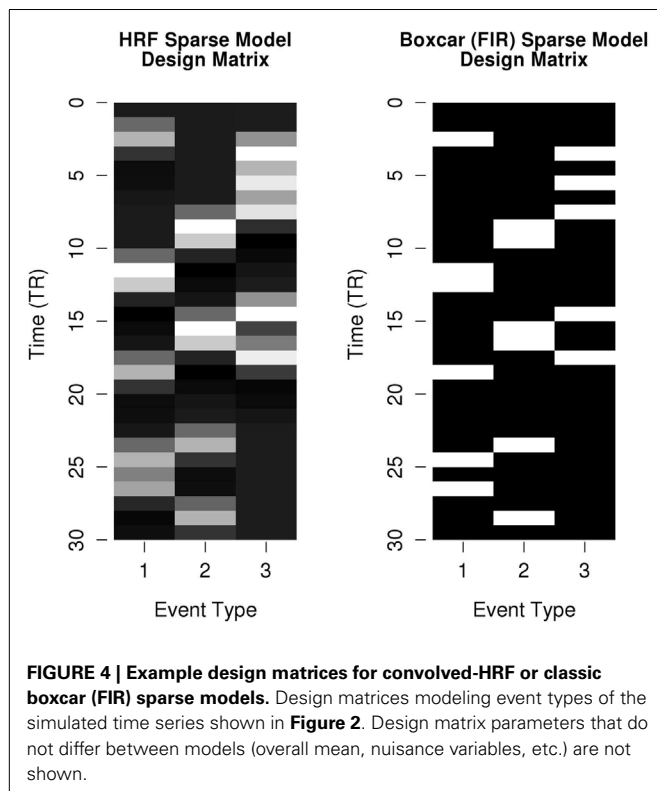 HRF Sparse Model
Design Matrix
Boxcar (FIR) Sparse Model
Design Matrix
Time (TR)
0
5
10
15
20
25
30
1 2 3
Event Type
Time (TR)
0
5
10
15
20
25
30
1 2 3
Event Type
FIGURE 4 | Example design matrices for convolved-HRF or classic
boxcar (FIR) sparse models. Design matrices modeling event types of the
simulated time series shown in Figure 2. Design matrix parameters that do
not differ between models (overall mean, nuisance variables, etc.) are not
shown.